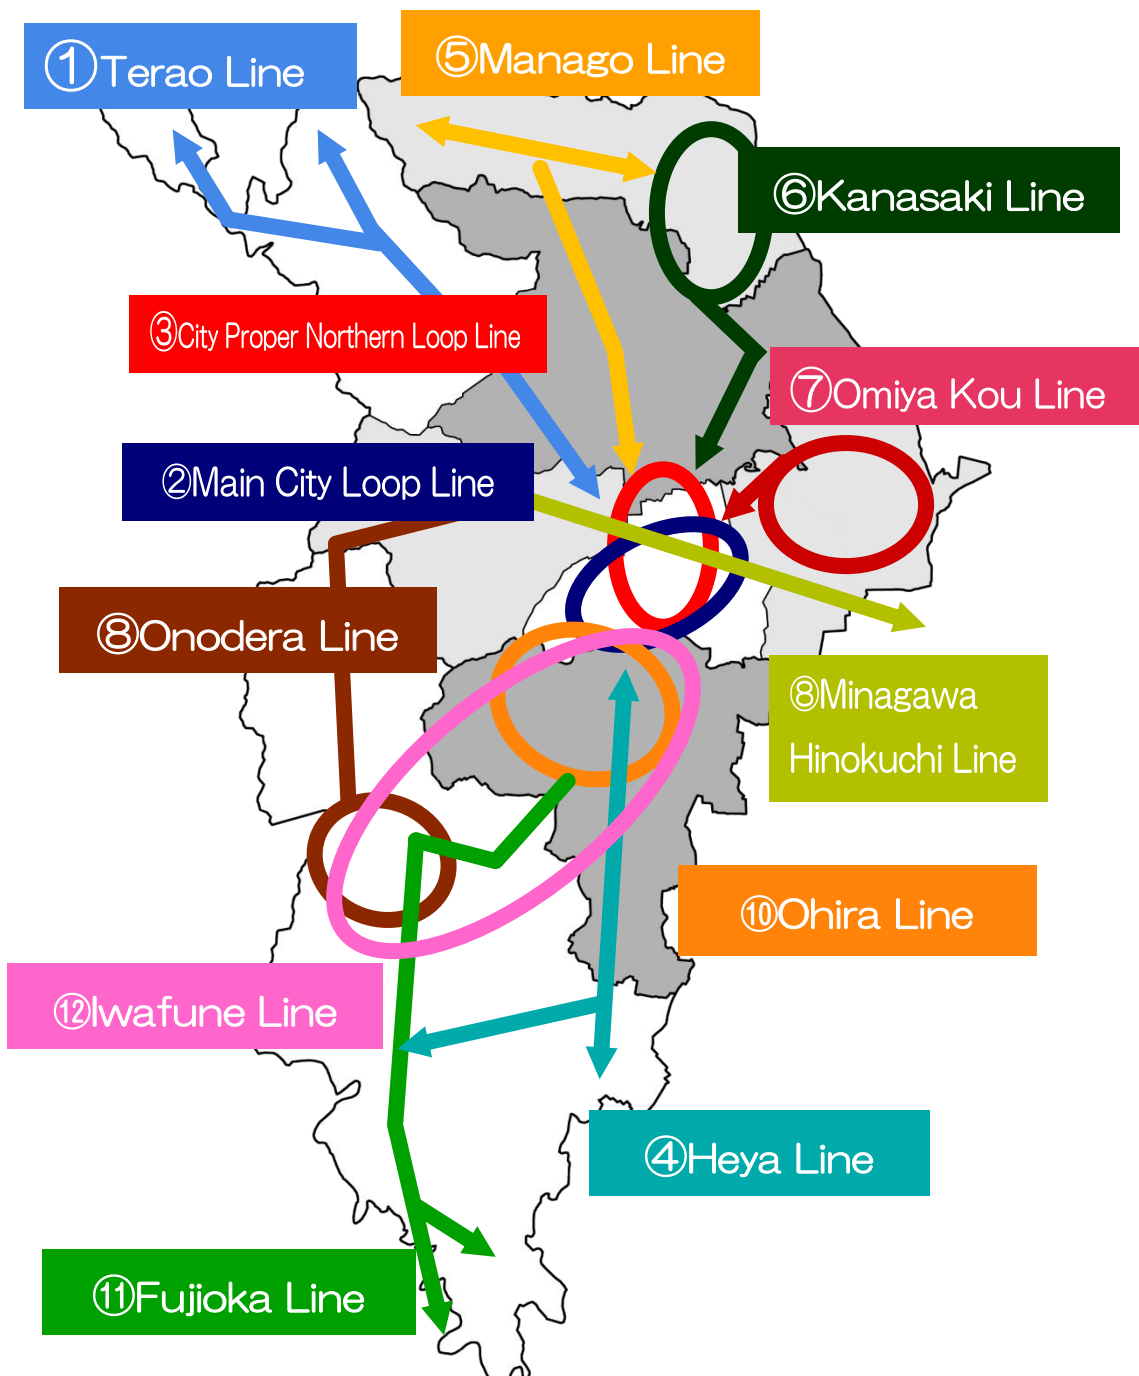 ①Terao Line
⑤Manago Line
⑥Kanasaki Line
③City Proper Northern Loop Line
⑦Omiya Kou Line
②Main City Loop Line
⑧Onodera Line
⑧Minagawa
Hinokuchi Line
⑩Ohira Line
⑫Iwafune Line
④Heya Line
⑪Fujioka Line